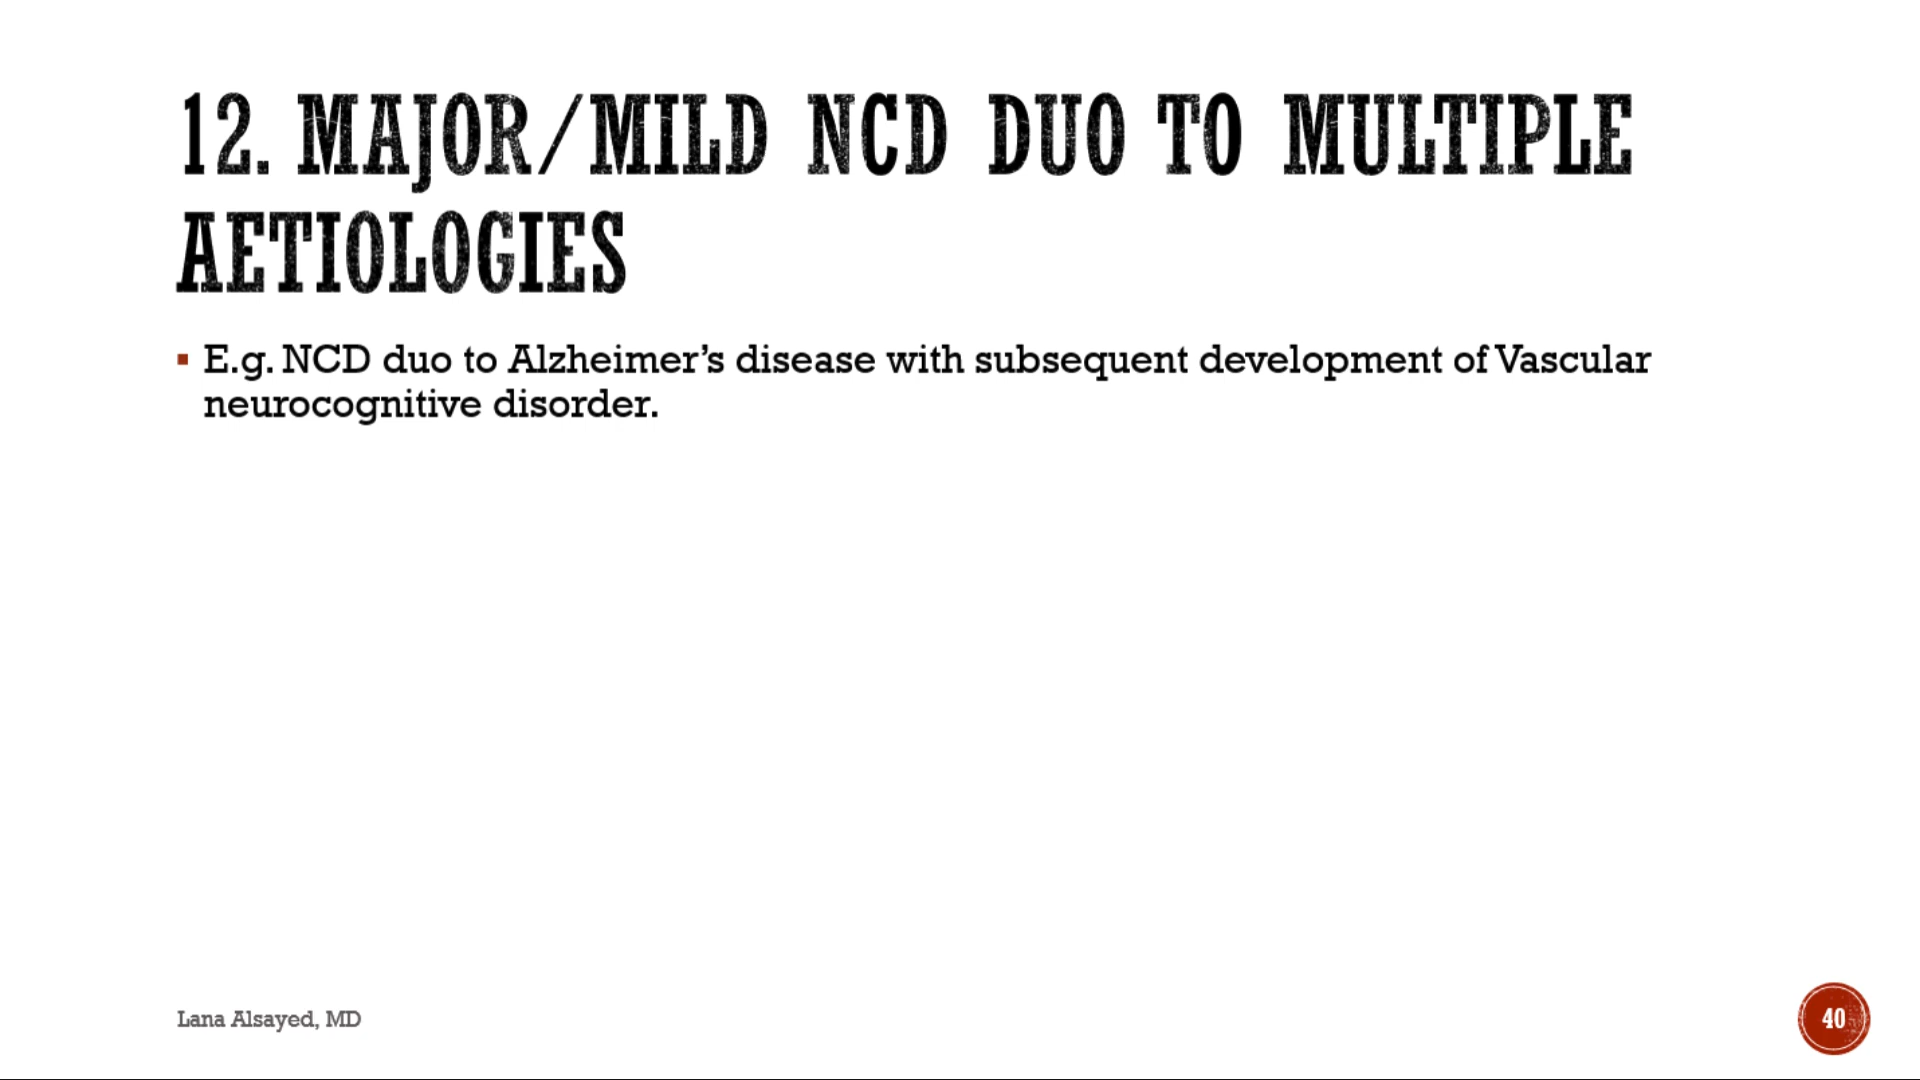 12. MAJOR/MILD NCD DUO TO MULTIPLE
AETIOLOGIES
▪ E.g. NCD duo to Alzheimer’s disease with subsequent development of Vascular
neurocognitive disorder.
Lana Alsayed, MD
40